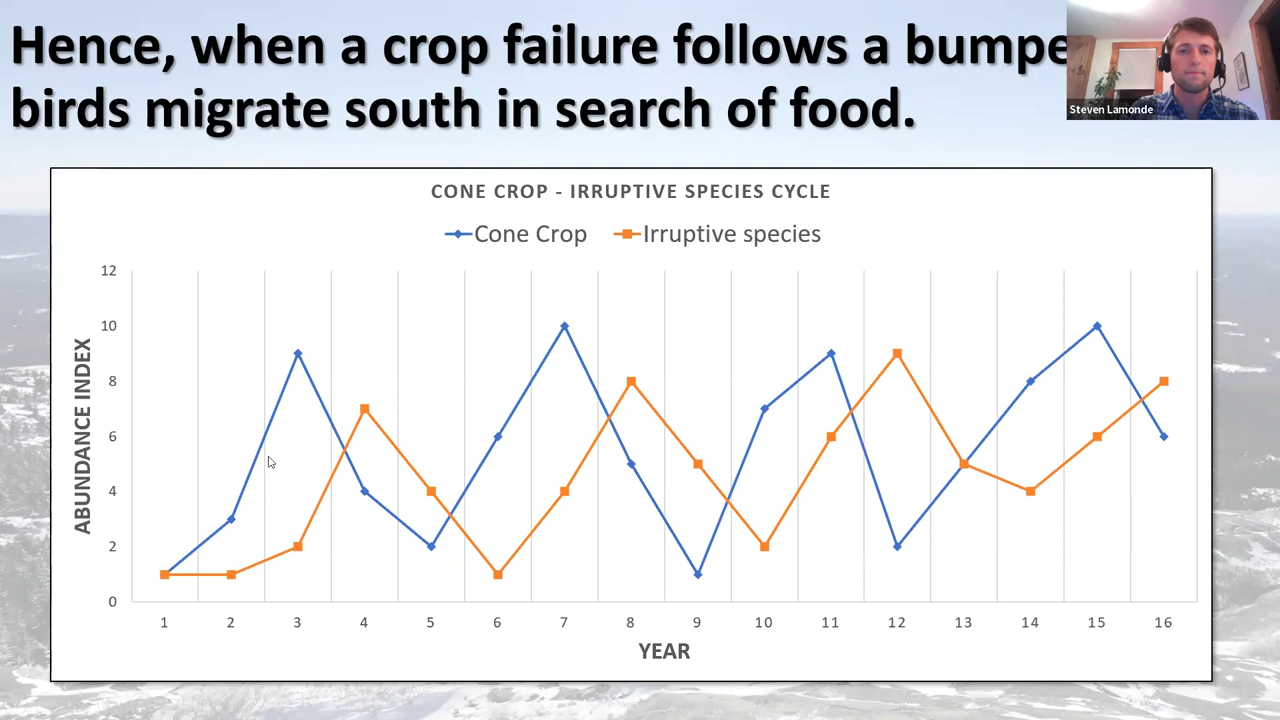 Hence, when a crop failure follows a bumpe
birds migrate south in search of food.
Steven Lamonde
CONE CROP - IRRUPTIVE SPECIES CYCLE
Cone Crop Irruptive species
ABUNDANCE INDEX
12
10
8
6
4
2
0
1 2 3 4 5 6 7 8 9 10 11 12 13 14 15 16
YEAR